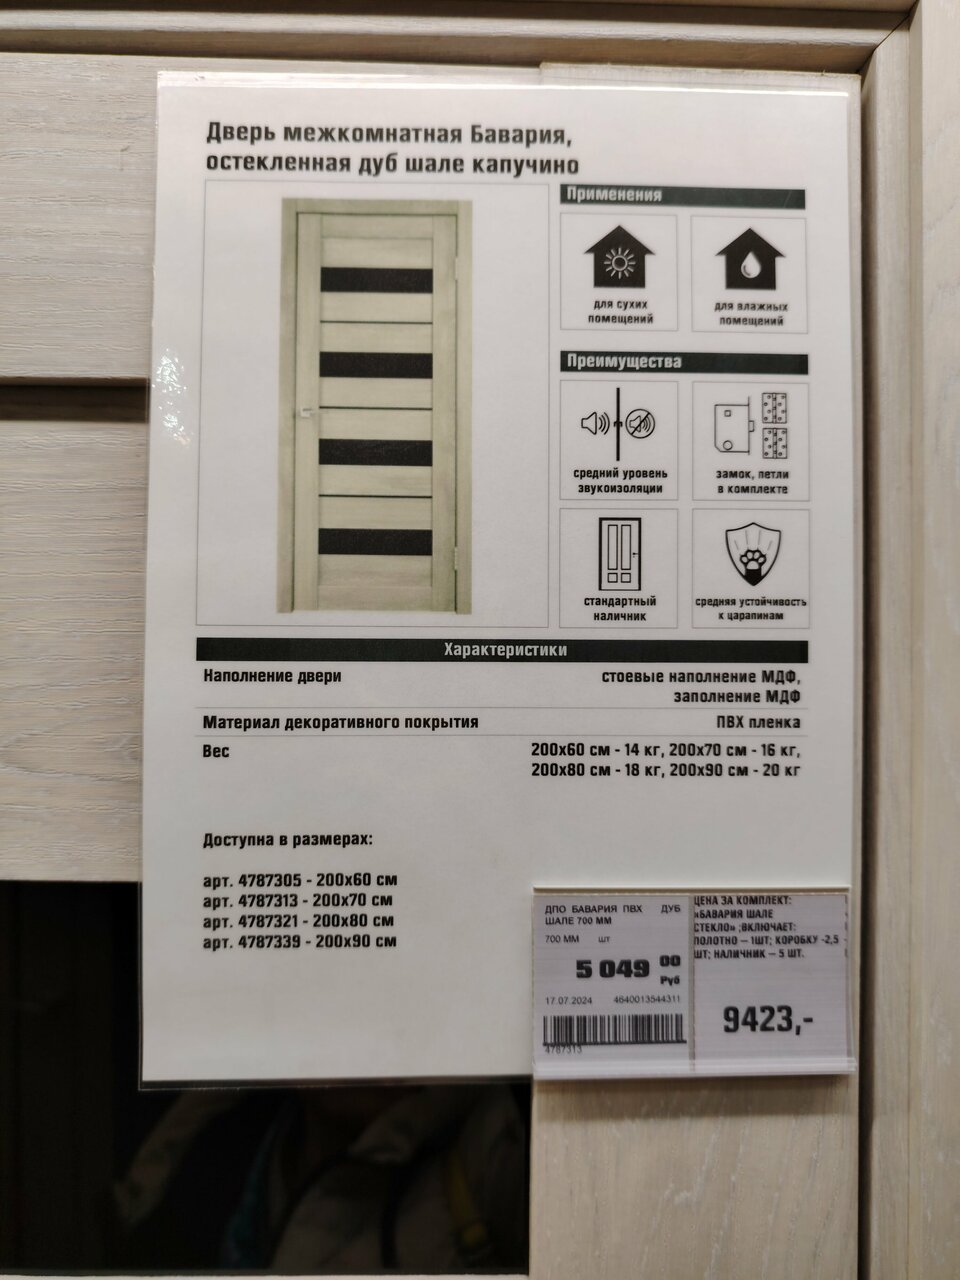 Дверь межкомнатная Бавария,
остекленная дуб шале капучино
Применения
для сухих
помещений
для влажных
помещений
Преимущества
средний уровень
звукоизоляции
замок, петли
в комплекте
стандартный
наличник
средняя устойчивость
к царапинам
Характеристики
Наполнение двери
стоевые наполнение МДФ,
заполнение МДФ
Материал декоративного покрытия
ПВХ пленка
Вес
200х60 см - 14 кг, 200х70 см - 16 кг,
200х80 см - 18 кг, 200х90 см - 20 кг
Доступна в размерах:
арт. 4787305 - 200х60 см
арт. 4787313 - 200х70 см
арт. 4787321 - 200х80 см
арт. 4787339 - 200х90 см
ДПО БАВАРИЯ ПВХ ДУБ
ШАЛЕ 700 ММ
700 ММ шт
5 049 00
Руб
17.07.2024 4640013544311
4787313
ЦЕНА ЗА КОМПЛЕКТ:
«БАВАРИЯ ШАЛЕ
СТЕКЛО» ;ВКЛЮЧАЕТ:
ПОЛОТНО – 1ШТ; КОРОБКУ -2,5
ШТ; НАЛИЧНИК – 5 ШТ.
9423,-